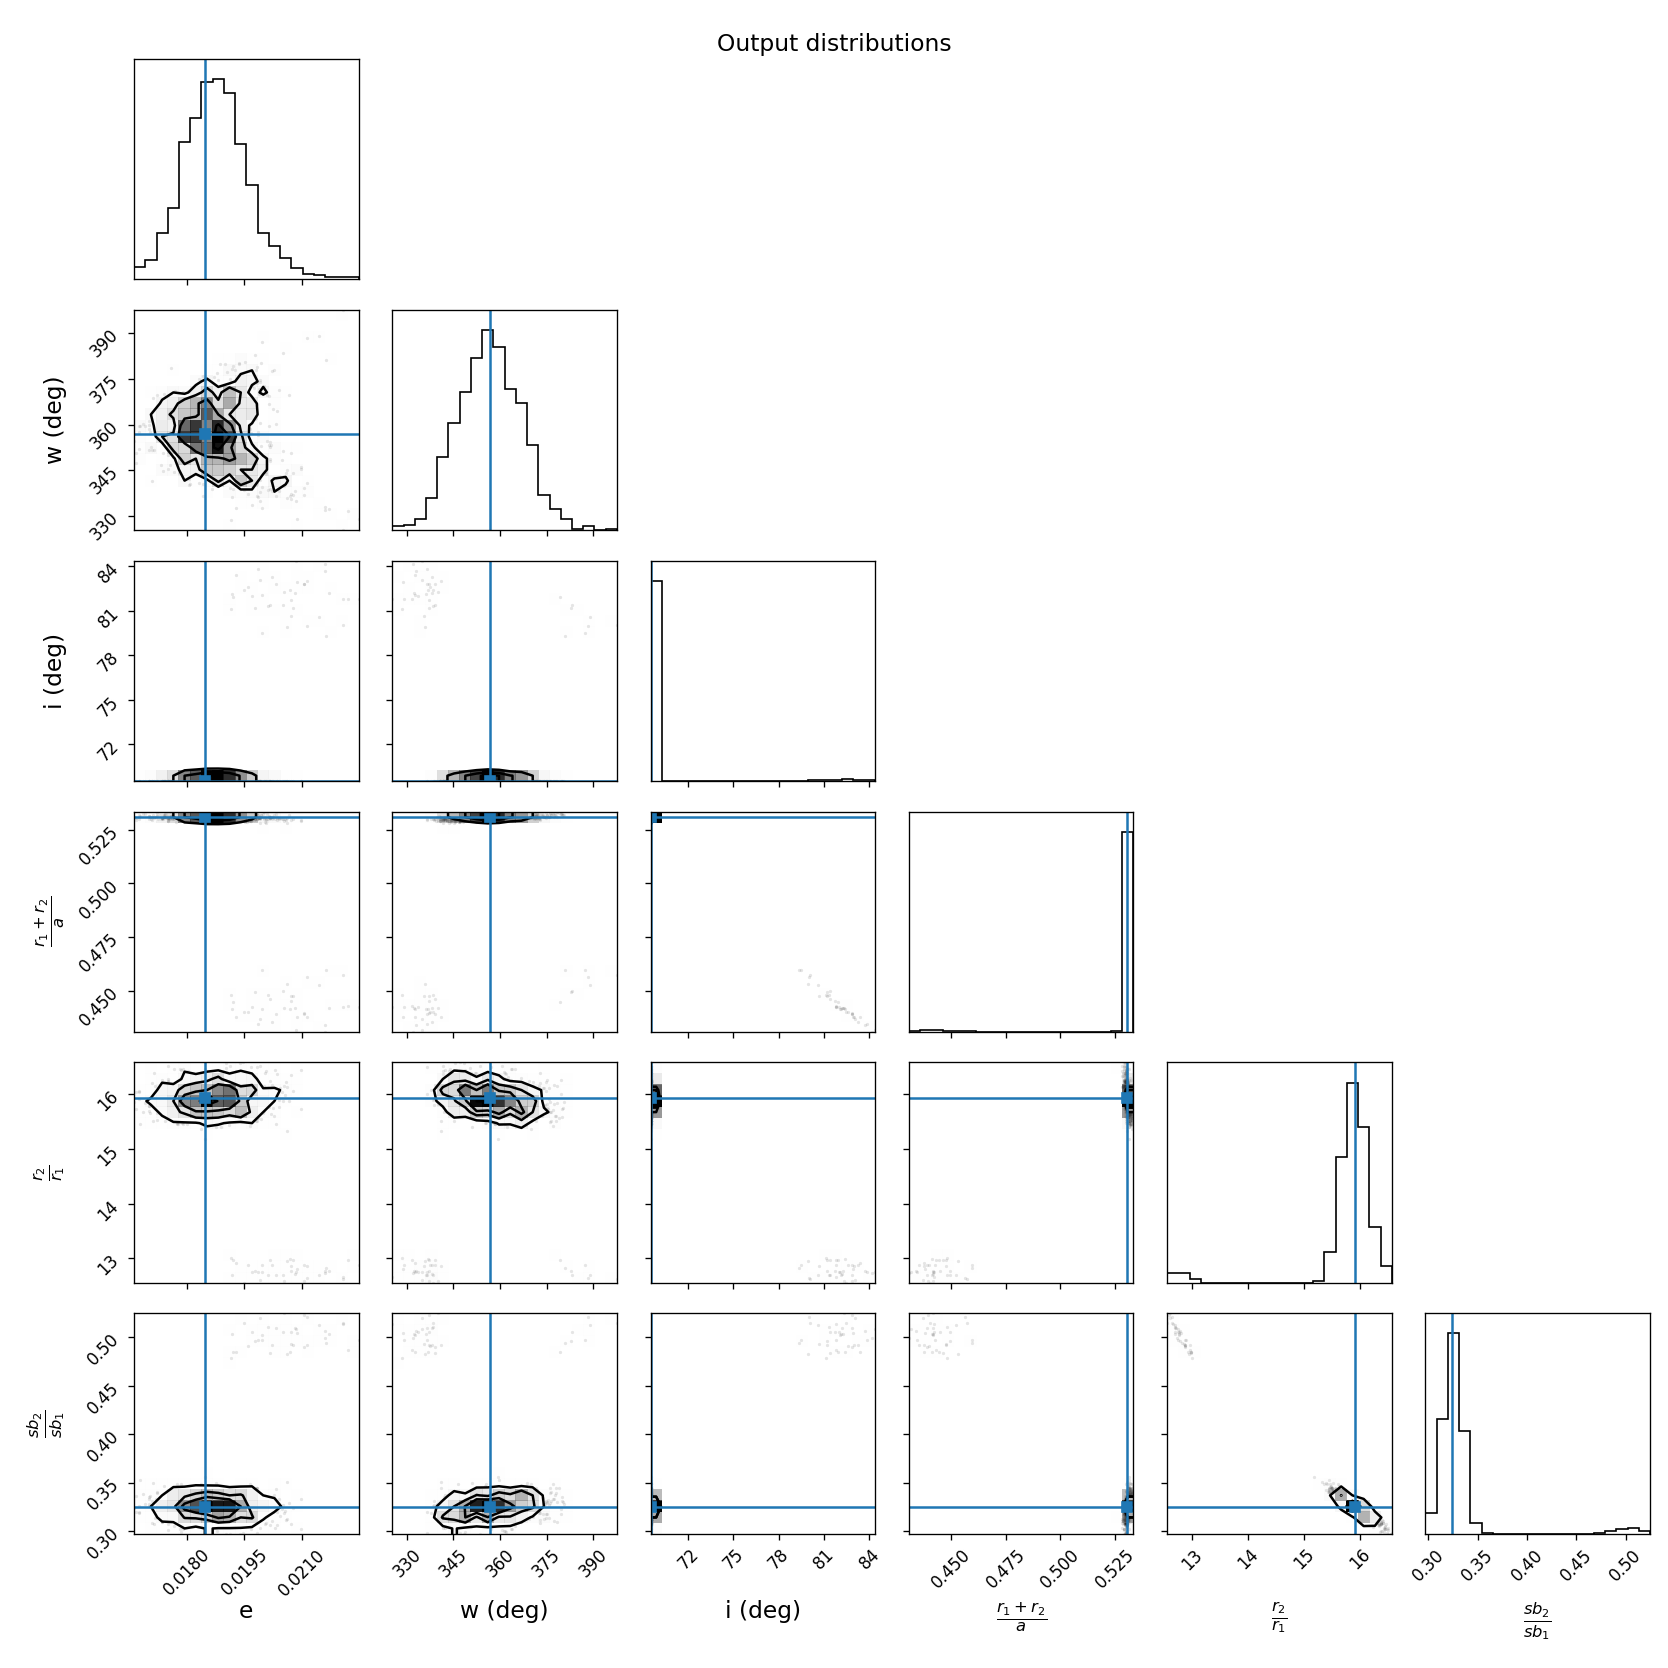 Output distributions
390
375
360
345
330
w (deg)
84
81
78
75
72
i (deg)
0.525
0.500
0.475
0.450
r₁ + r₂
a
16
15
14
13
r₂
r₁
0.50
0.45
0.40
0.35
0.30
sb₂
sb₁
0.0180 0.0195 0.0210
330 345 360 375 390
72 75 78 81 84
0.450 0.475 0.500 0.525
13 14 15 16
0.30 0.35 0.40 0.45 0.50
e
w (deg)
i (deg)
r₁ + r₂
a
r₂
r₁
sb₂
sb₁